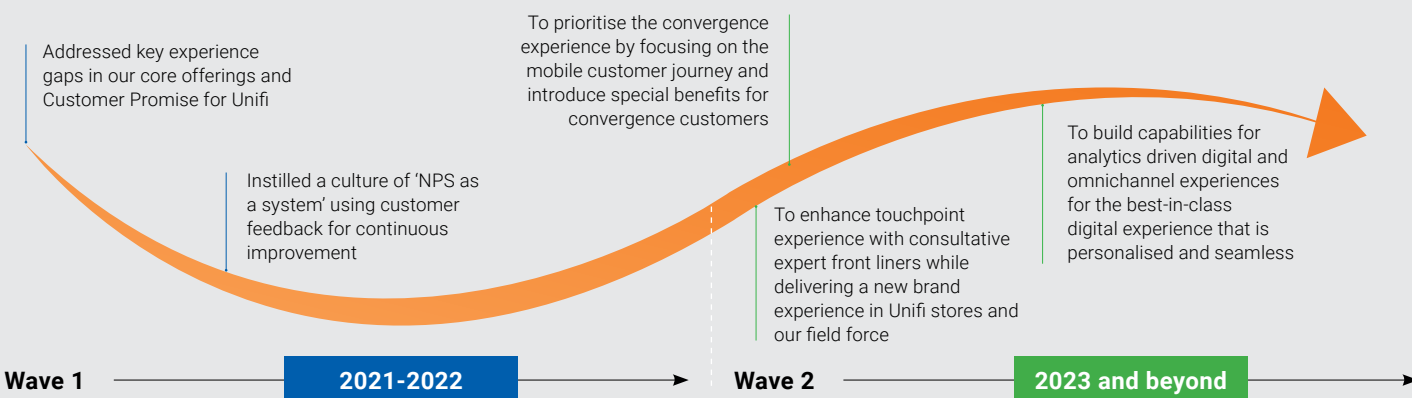 Addressed key experience
gaps in our core offerings and
Customer Promise for Unifi
Instilled a culture of ‘NPS as
a system’ using customer
feedback for continuous
improvement
To prioritise the convergence
experience by focusing on the
mobile customer journey and
introduce special benefits for
convergence customers
To enhance touchpoint
experience with consultative
expert front liners while
delivering a new brand
experience in Unifi stores and
our field force
To build capabilities for
analytics driven digital and
omnichannel experiences
for the best-in-class
digital experience that is
personalised and seamless
Wave 1
2021-2022
Wave 2
2023 and beyond